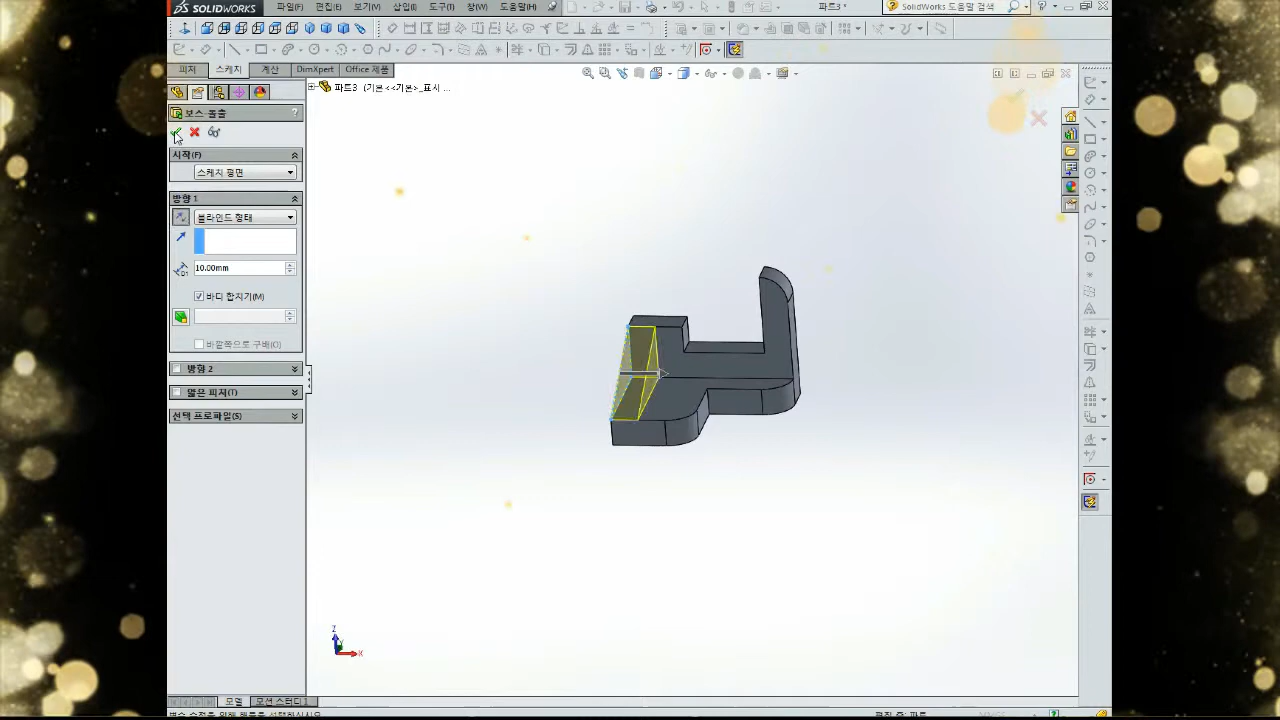 SOLIDWORKS 파일(F) 편집(E) 보기(V) 삽입(I) 도구(T) 창(W) 도움말(H) 파트3 * SolidWorks 도움말 검색
피처 스케치 계산 DimXpert Office 제품
파트3 (기본<<기본>_표시 ...
보스-돌출 ?
시작(F)
스케치 평면
방향 1
블라인드 형태
10.00mm
바디 합치기(M)
바깥쪽으로 구배(O)
방향 2
얇은 피처(T)
선택 프로파일(S)
Z
X
모델 모션 스터디 1
편집 중: 파트